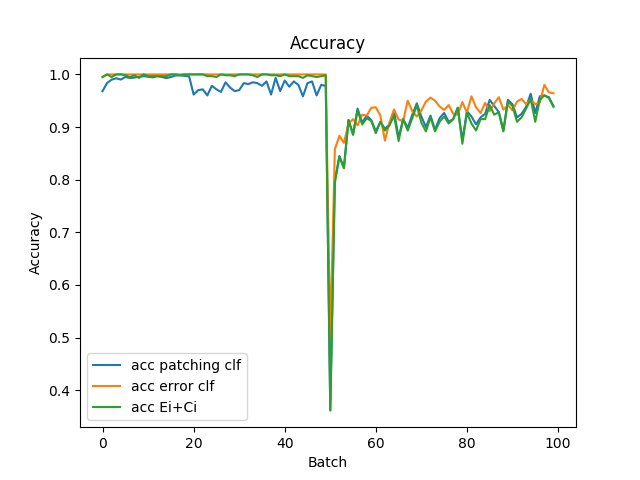 Accuracy
1.0
0.9
0.8
0.7
0.6
0.5
0.4
Accuracy
acc patching clf
acc error clf
acc Ei+Ci
0 20 40 60 80 100
Batch